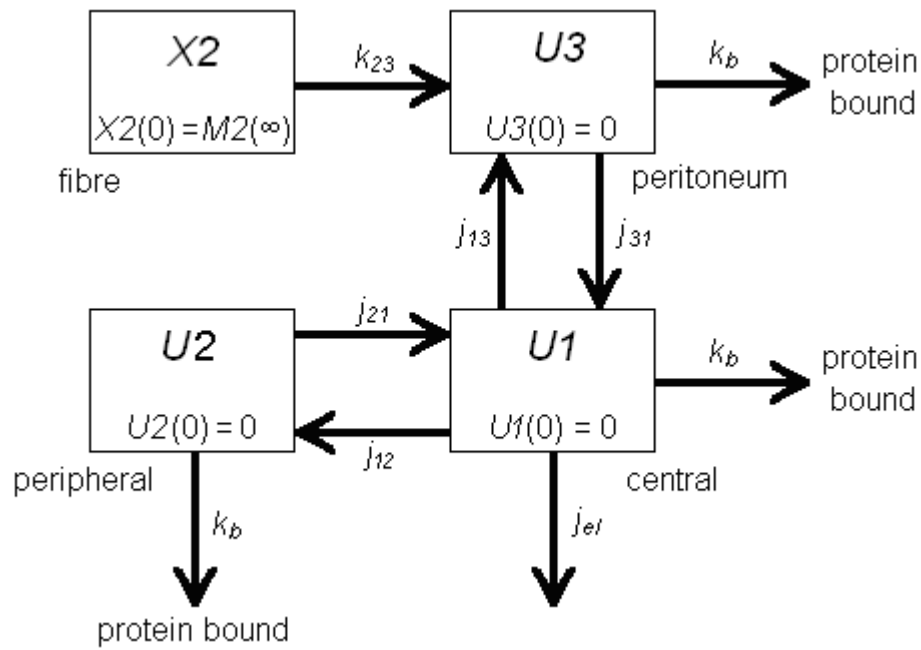 X2
X2(0) = M2(∞)
fibre
k23
U3
U3(0) = 0
peritoneum
kb
protein
bound
j13
j31
U2
U2(0) = 0
peripheral
j21
j12
U1
U1(0) = 0
central
kb
protein
bound
kb
protein bound
jel